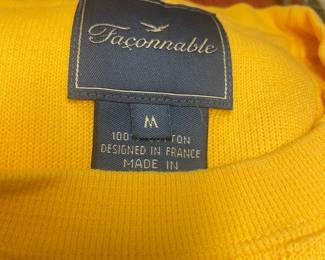 Façonnable
M
100
DESIGNED IN FRANCE
MADE IN